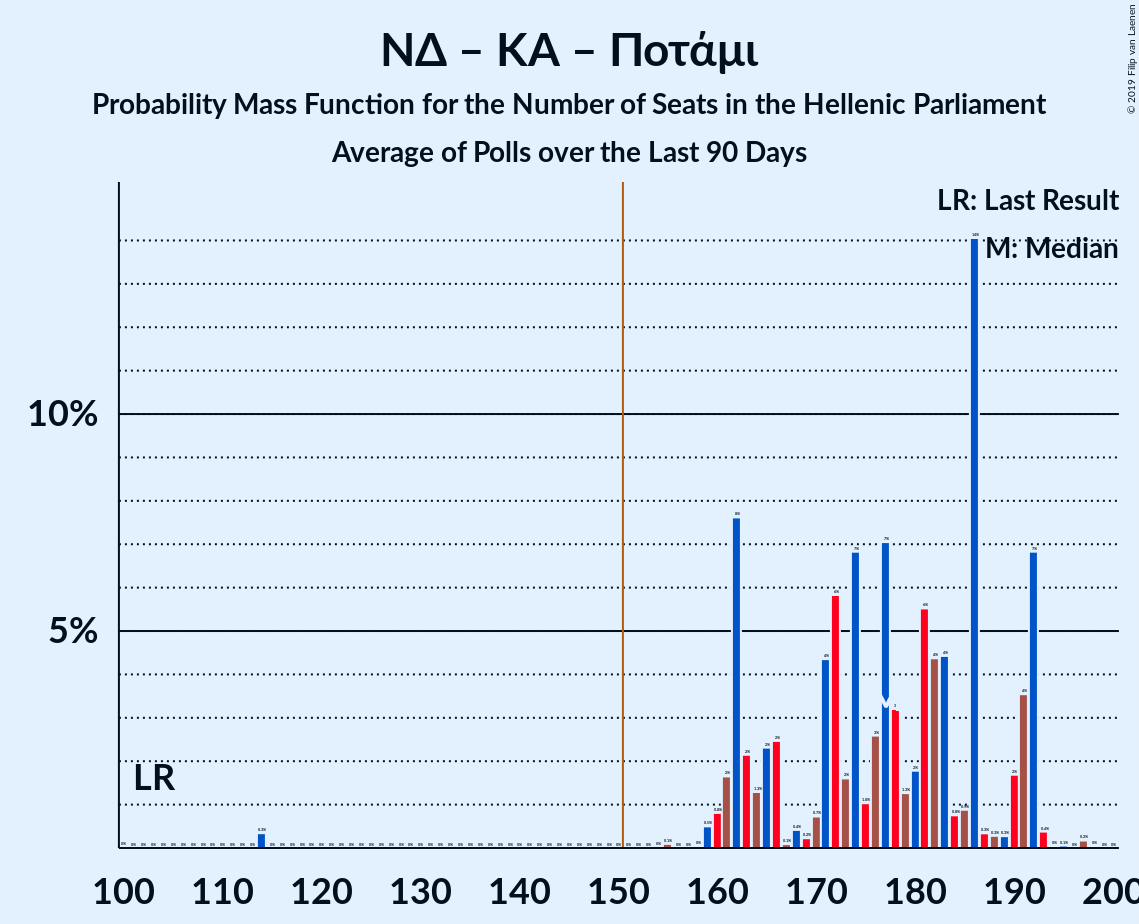 ΝΔ – ΚΑ – Ποτάμι
Probability Mass Function for the Number of Seats in the Hellenic Parliament
Average of Polls over the Last 90 Days
© 2019 Filip van Laenen
LR: Last Result
M: Median
10%
5%
LR
100 110 120 130 140 150 160 170 180 190 200